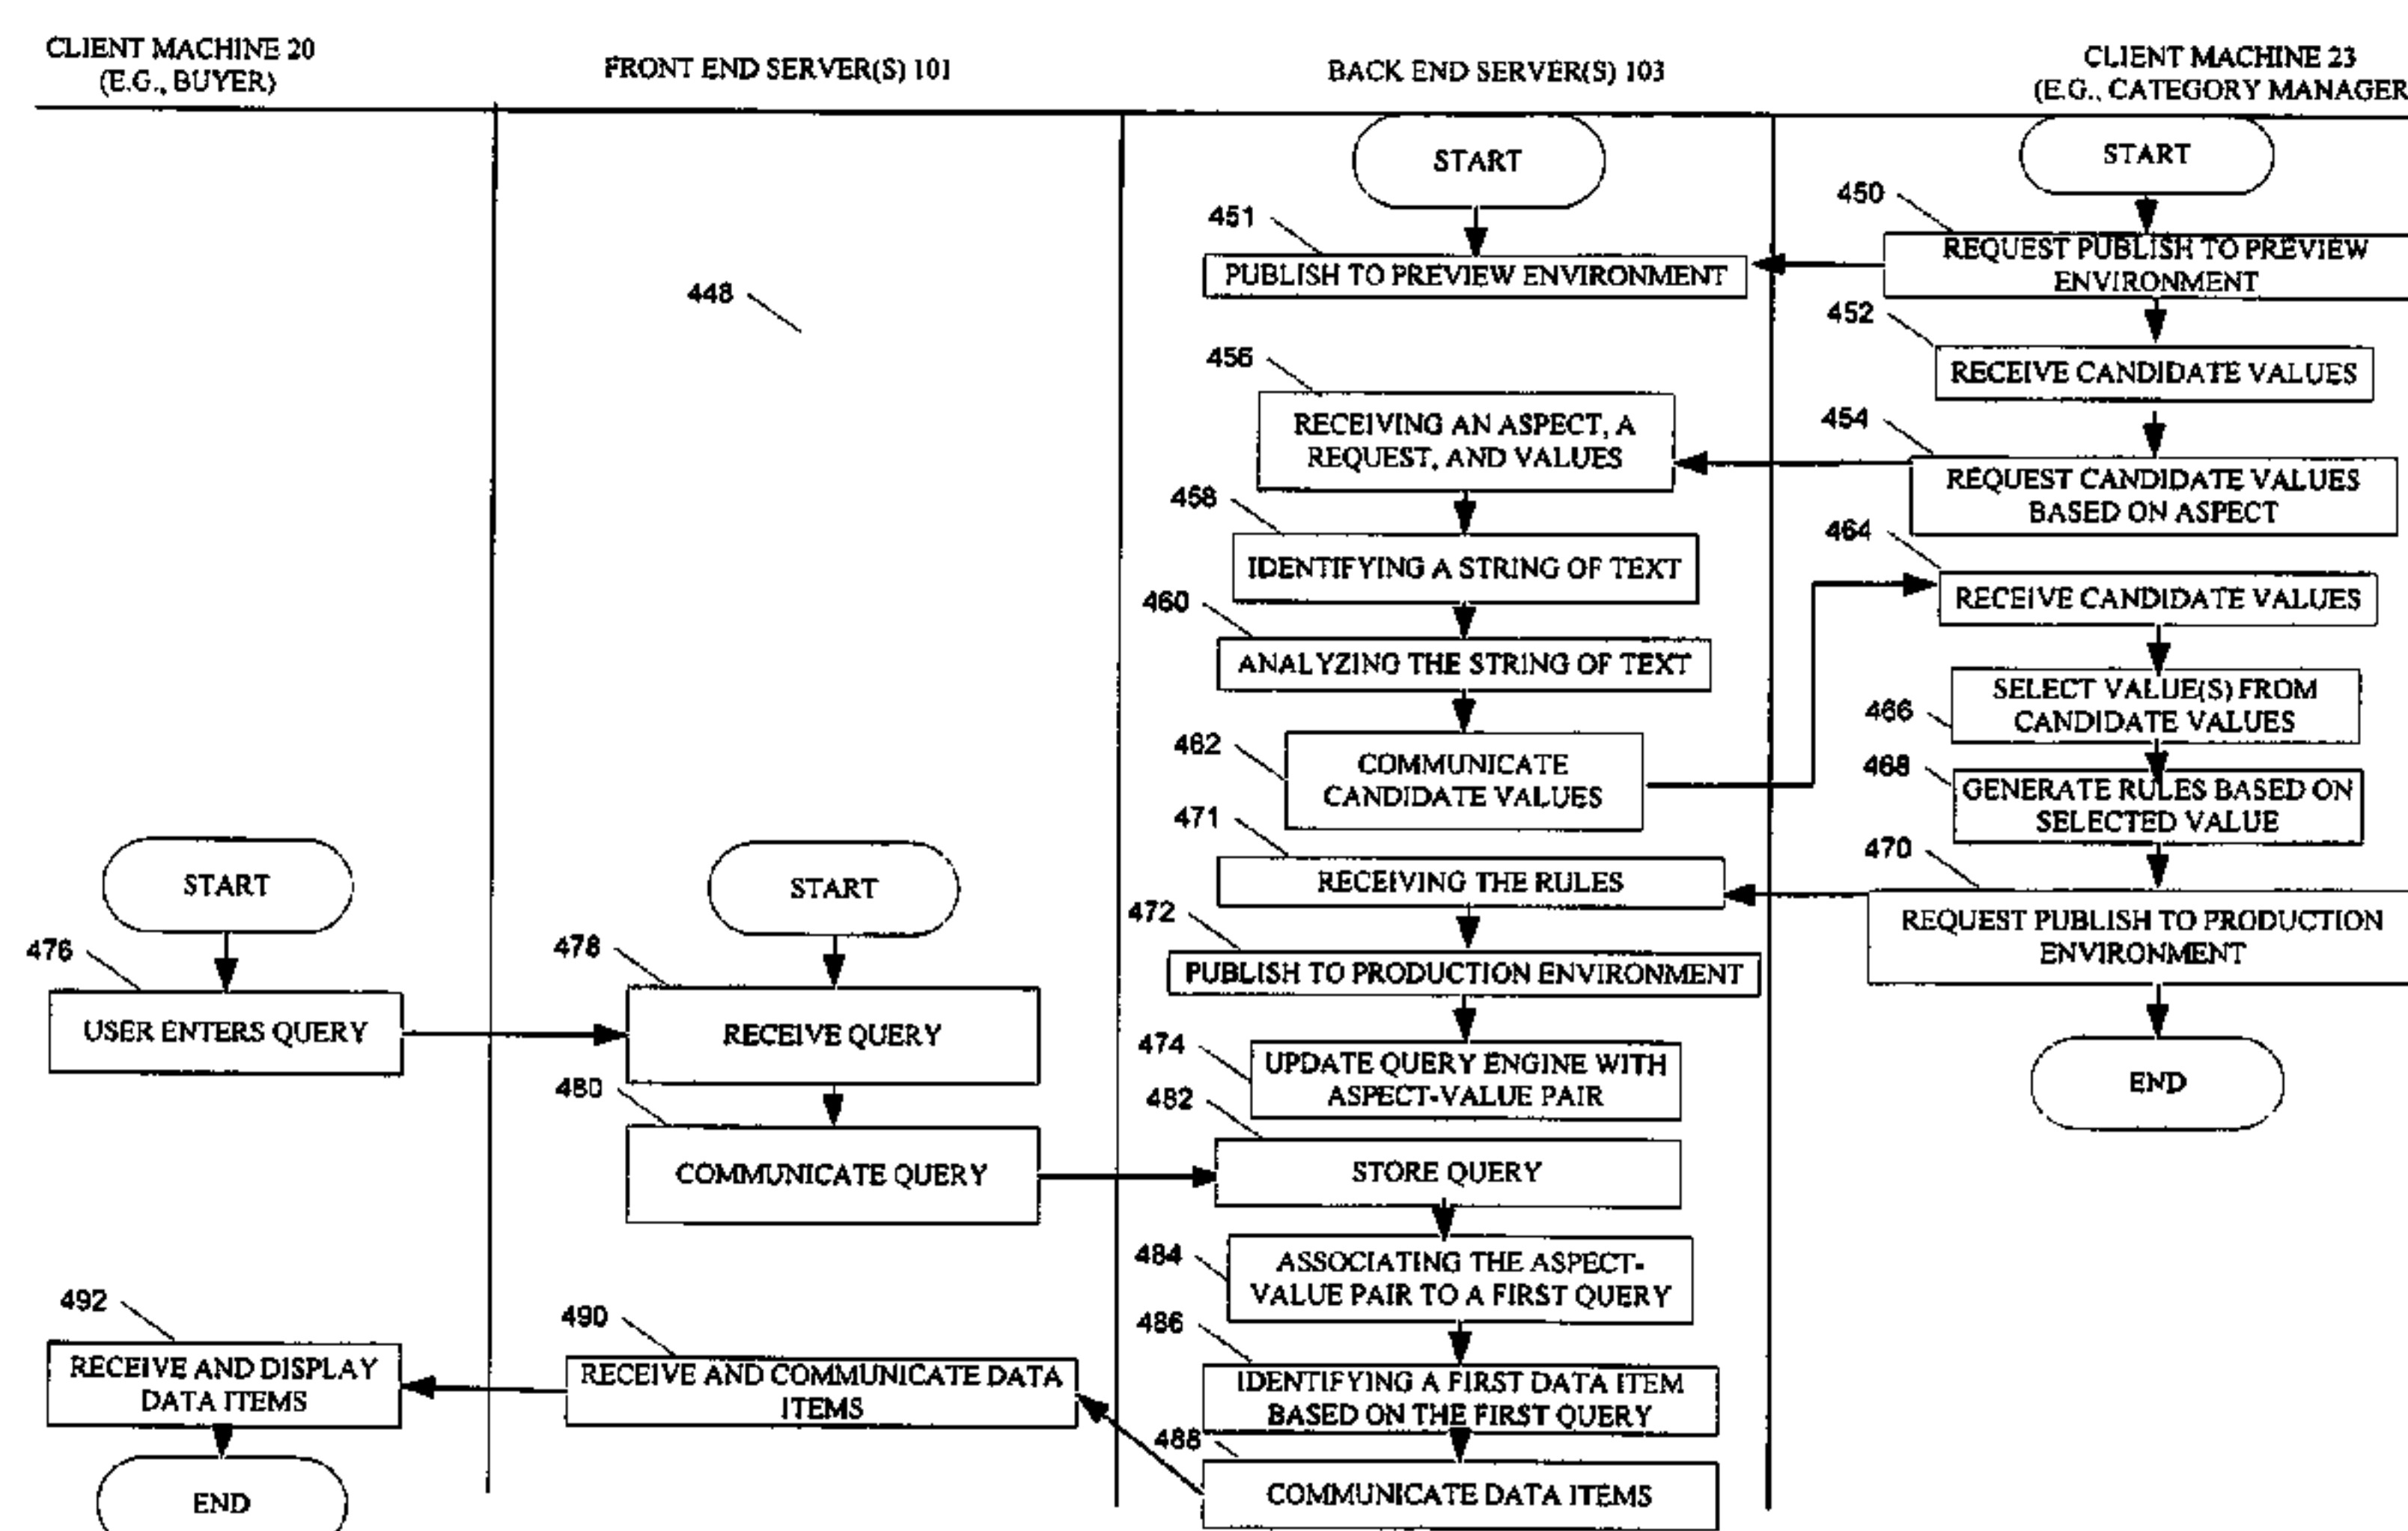 CLIENT MACHINE 20
(E.G., BUYER)
FRONT END SERVER(S) 101
BACK END SERVER(S) 103
CLIENT MACHINE 23
(E.G., CATEGORY MANAGER
START
START
450
451
REQUEST PUBLISH TO PREVIEW
ENVIRONMENT
PUBLISH TO PREVIEW ENVIRONMENT
448
452
RECEIVE CANDIDATE VALUES
456
RECEIVING AN ASPECT, A
REQUEST, AND VALUES
454
REQUEST CANDIDATE VALUES
BASED ON ASPECT
458
IDENTIFYING A STRING OF TEXT
464
RECEIVE CANDIDATE VALUES
460
ANALYZING THE STRING OF TEXT
466
SELECT VALUE(S) FROM
CANDIDATE VALUES
462
COMMUNICATE
CANDIDATE VALUES
468
GENERATE RULES BASED ON
SELECTED VALUE
471
RECEIVING THE RULES
470
REQUEST PUBLISH TO PRODUCTION
ENVIRONMENT
START
START
472
PUBLISH TO PRODUCTION ENVIRONMENT
476
USER ENTERS QUERY
478
RECEIVE QUERY
474
UPDATE QUERY ENGINE WITH
ASPECT-VALUE PAIR
END
480
COMMUNICATE QUERY
482
STORE QUERY
484
ASSOCIATING THE ASPECT-
VALUE PAIR TO A FIRST QUERY
492
RECEIVE AND DISPLAY
DATA ITEMS
490
RECEIVE AND COMMUNICATE DATA
ITEMS
486
IDENTIFYING A FIRST DATA ITEM
BASED ON THE FIRST QUERY
488
COMMUNICATE DATA ITEMS
END